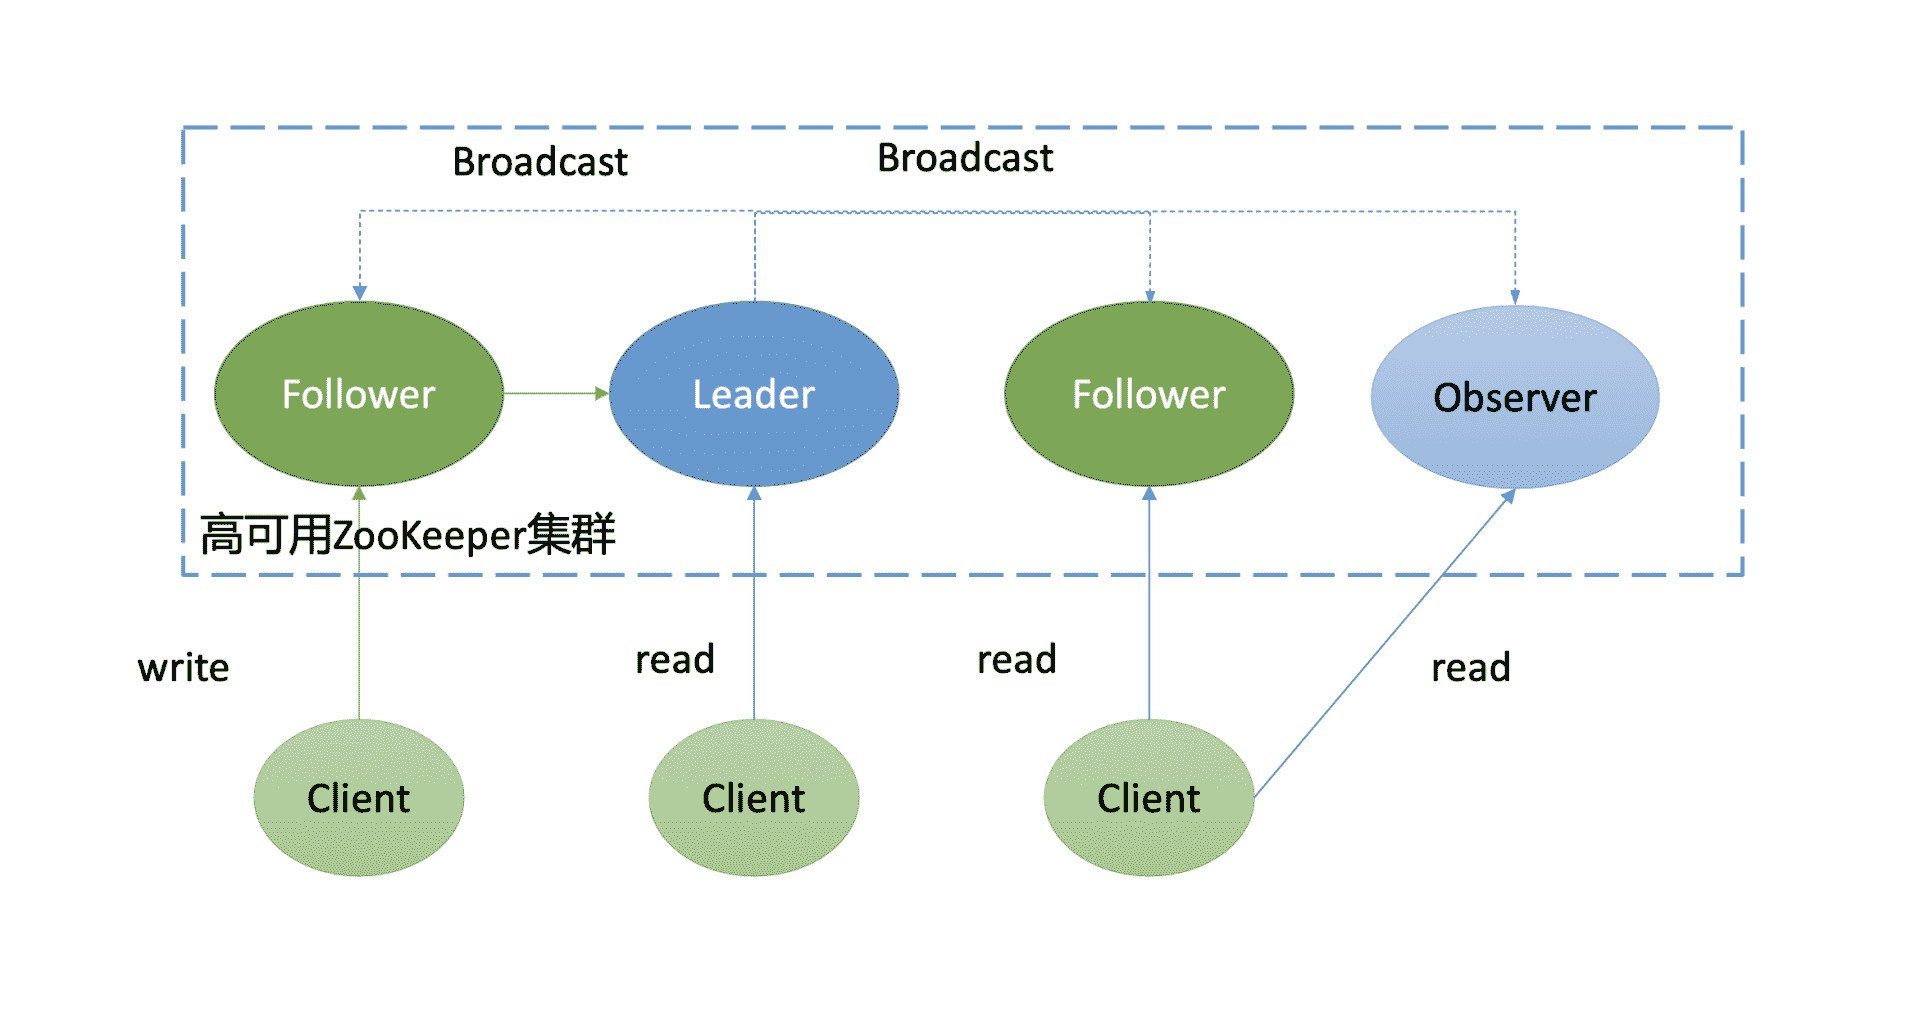 Broadcast
Broadcast
Follower
Leader
Follower
Observer
高可用ZooKeeper集群
write
read
read
read
Client
Client
Client